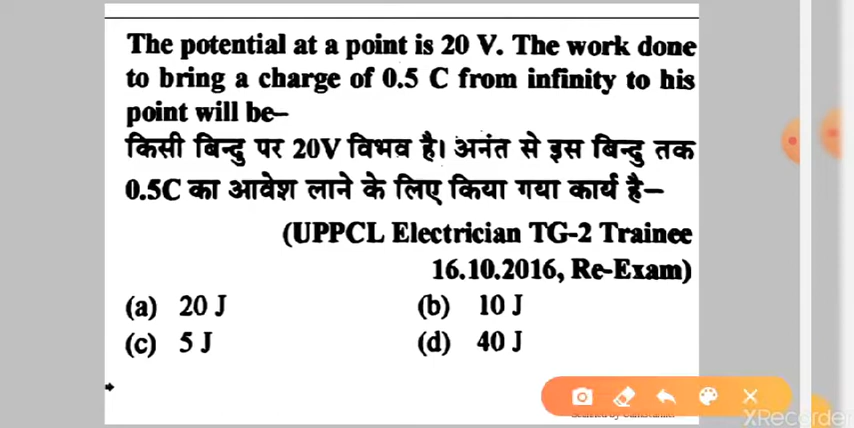 The potential at a point is 20 V. The work done
to bring a charge of 0.5 C from infinity to his
point will be–
किसी बिन्दु पर 20V विभव है। अनंत से इस बिन्दु तक
0.5C का आवेश लाने के लिए किया गया कार्य है–
(UPPCL Electrician TG-2 Trainee
16.10.2016, Re-Exam)
(a) 20 J (b) 10 J
(c) 5 J (d) 40 J
XRecorder